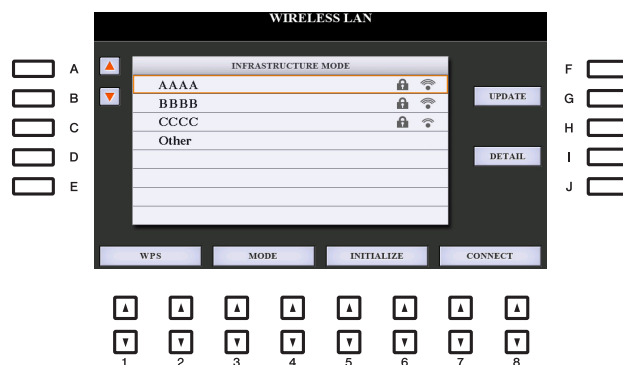 WIRELESS LAN
INFRASTRUCTURE MODE
AAAA
BBBB
CCCC
Other
UPDATE
DETAIL
WPS
MODE
INITIALIZE
CONNECT
A
B
C
D
E
F
G
H
I
J
1 2 3 4 5 6 7 8